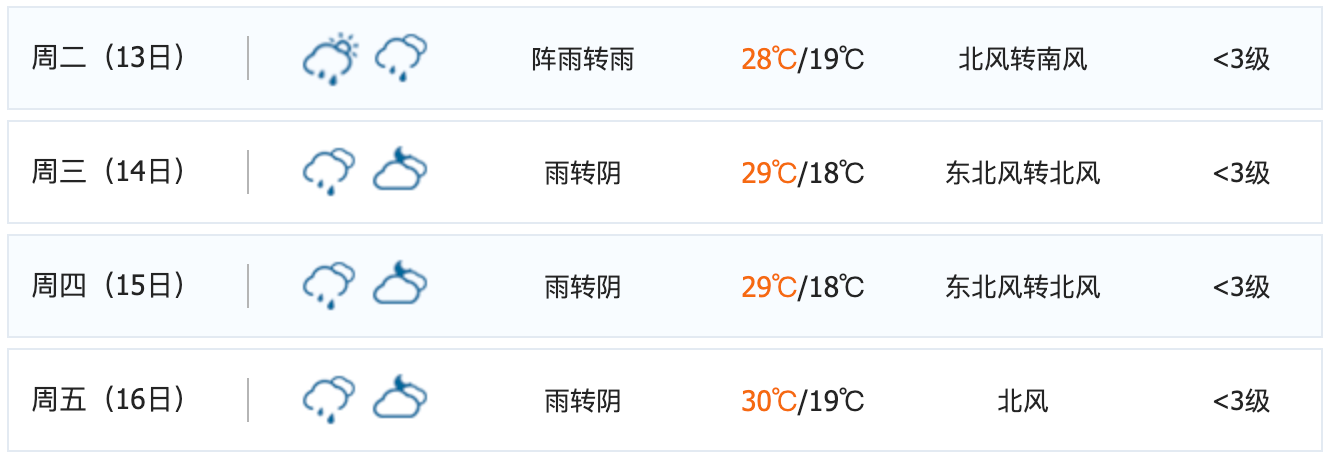 周二（13日） 阵雨转雨 28℃/19℃ 北风转南风 <3级
周三（14日） 雨转阴 29℃/18℃ 东北风转北风 <3级
周四（15日） 雨转阴 29℃/18℃ 东北风转北风 <3级
周五（16日） 雨转阴 30℃/19℃ 北风 <3级